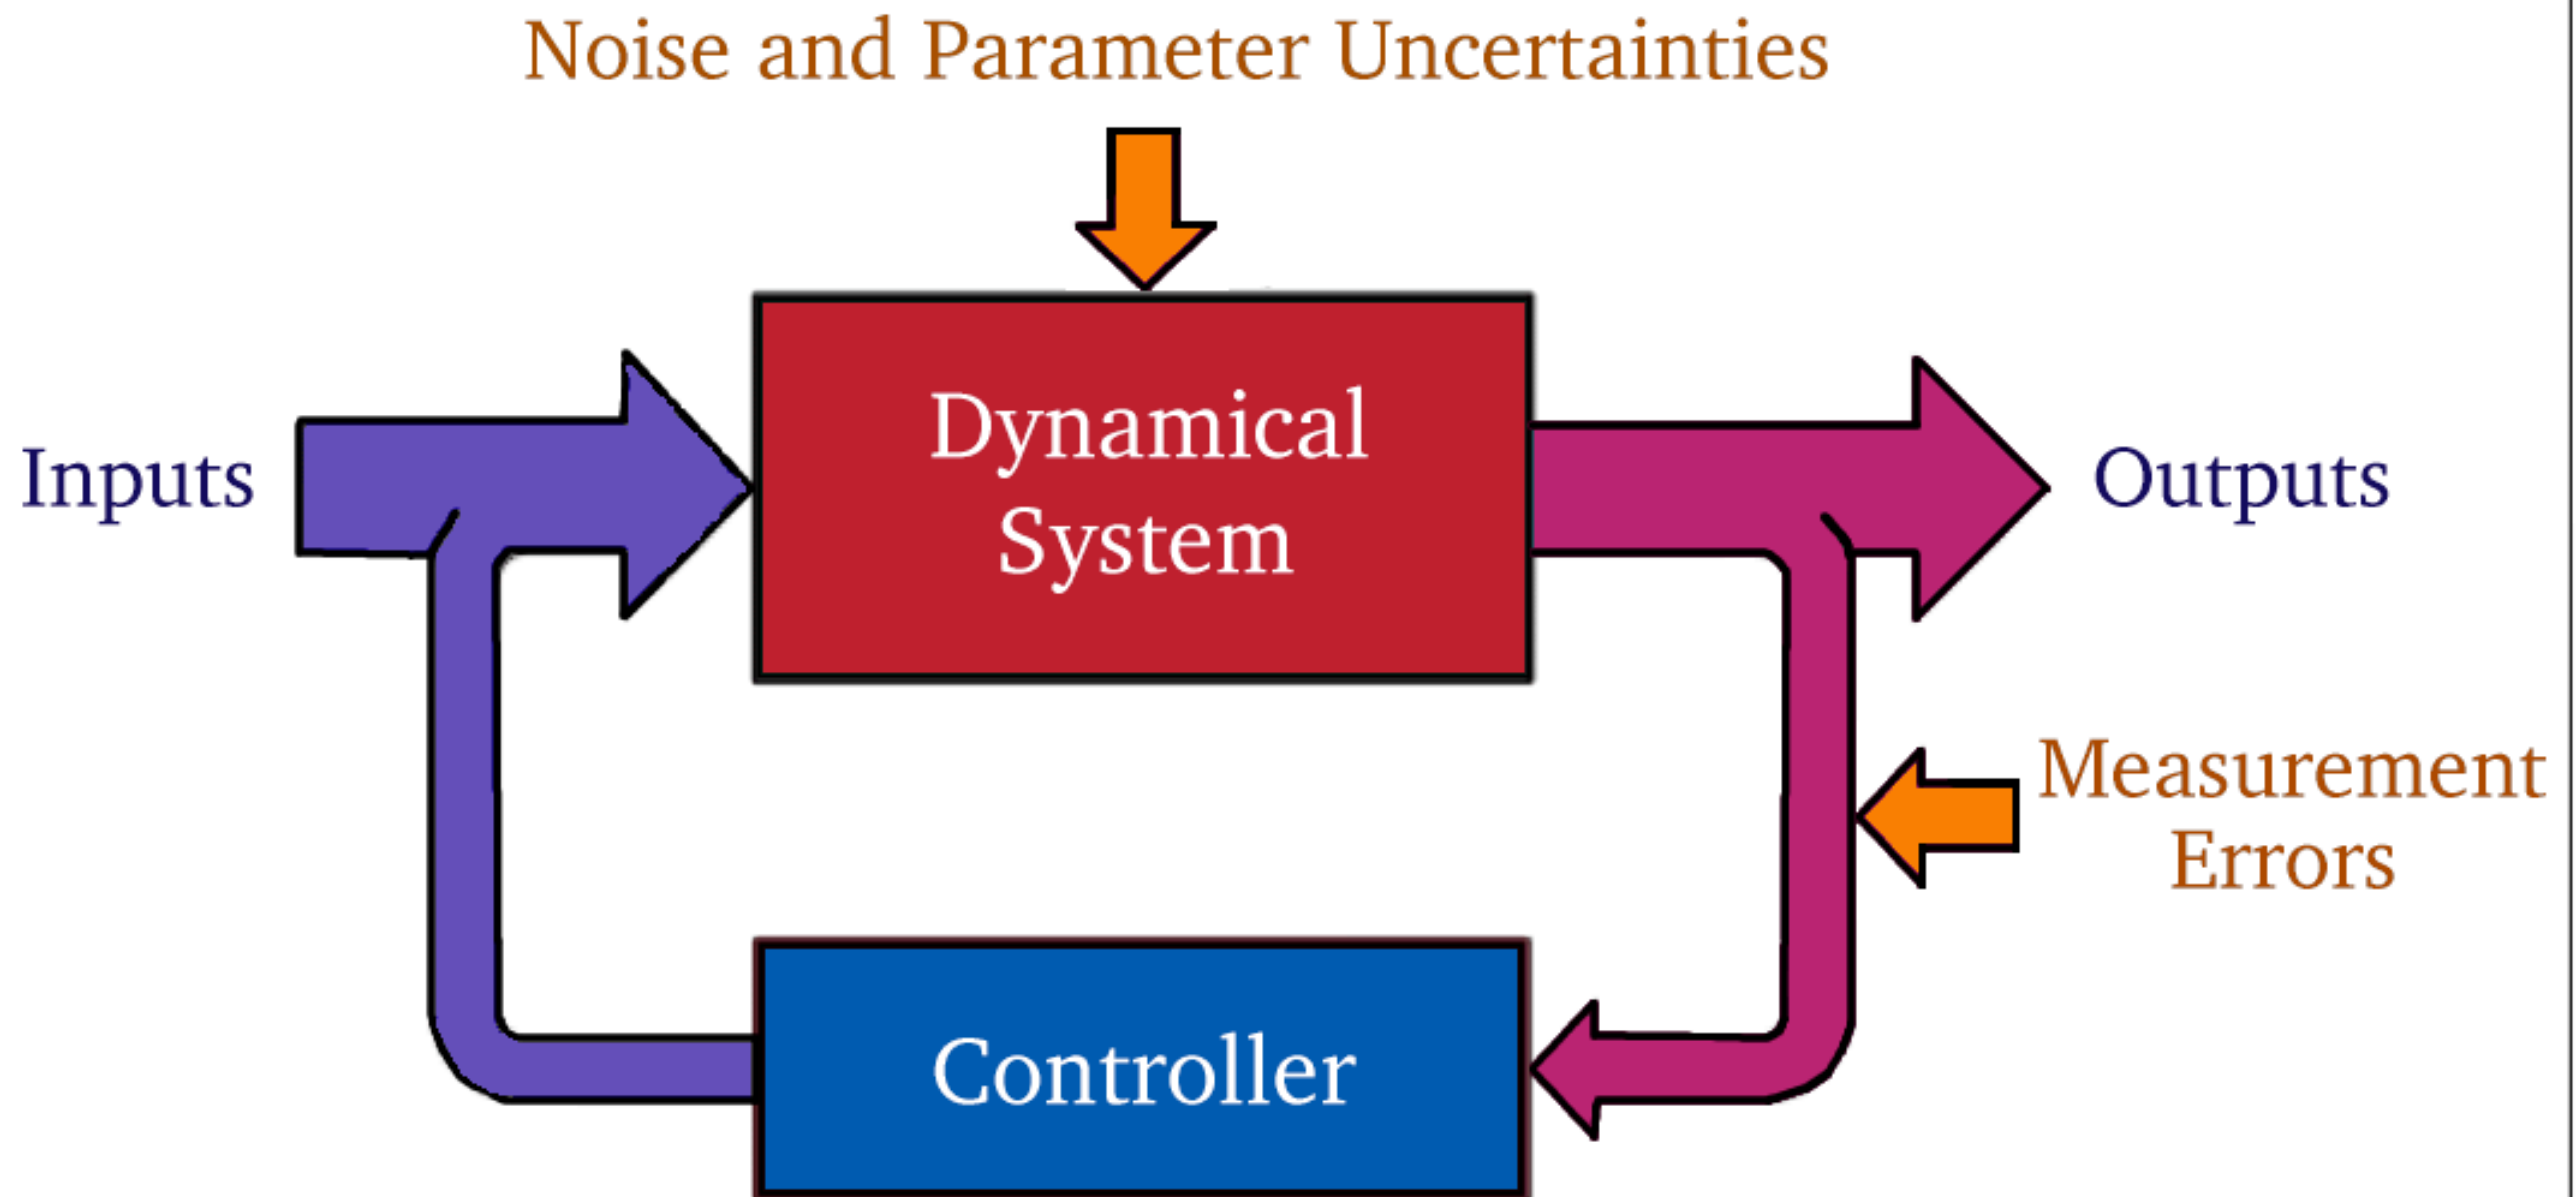 Noise and Parameter Uncertainties
Dynamical
System
Inputs
Outputs
Measurement
Errors
Controller